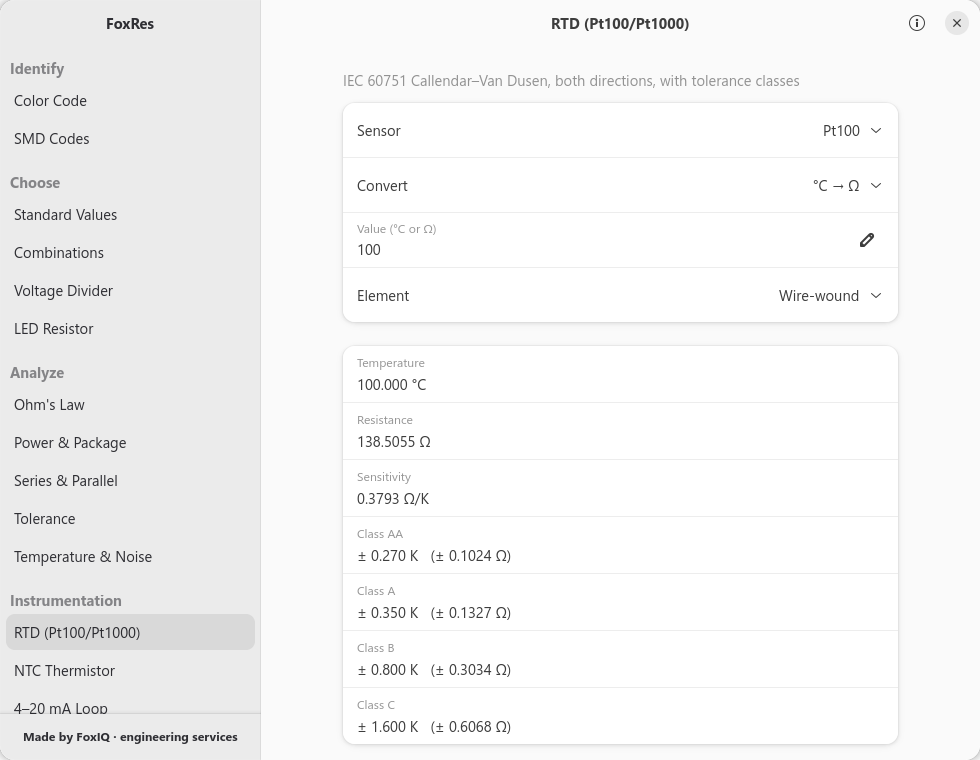 FoxRes
RTD (Pt100/Pt1000)
Identify
Color Code
SMD Codes
Choose
Standard Values
Combinations
Voltage Divider
LED Resistor
Analyze
Ohm's Law
Power & Package
Series & Parallel
Tolerance
Temperature & Noise
Instrumentation
RTD (Pt100/Pt1000)
NTC Thermistor
4–20 mA Loop
Made by FoxIQ · engineering services
IEC 60751 Callendar–Van Dusen, both directions, with tolerance classes
Sensor Pt100
Convert °C → Ω
Value (°C or Ω)
100
Element Wire-wound
Temperature
100.000 °C
Resistance
138.5055 Ω
Sensitivity
0.3793 Ω/K
Class AA
± 0.270 K (± 0.1024 Ω)
Class A
± 0.350 K (± 0.1327 Ω)
Class B
± 0.800 K (± 0.3034 Ω)
Class C
± 1.600 K (± 0.6068 Ω)